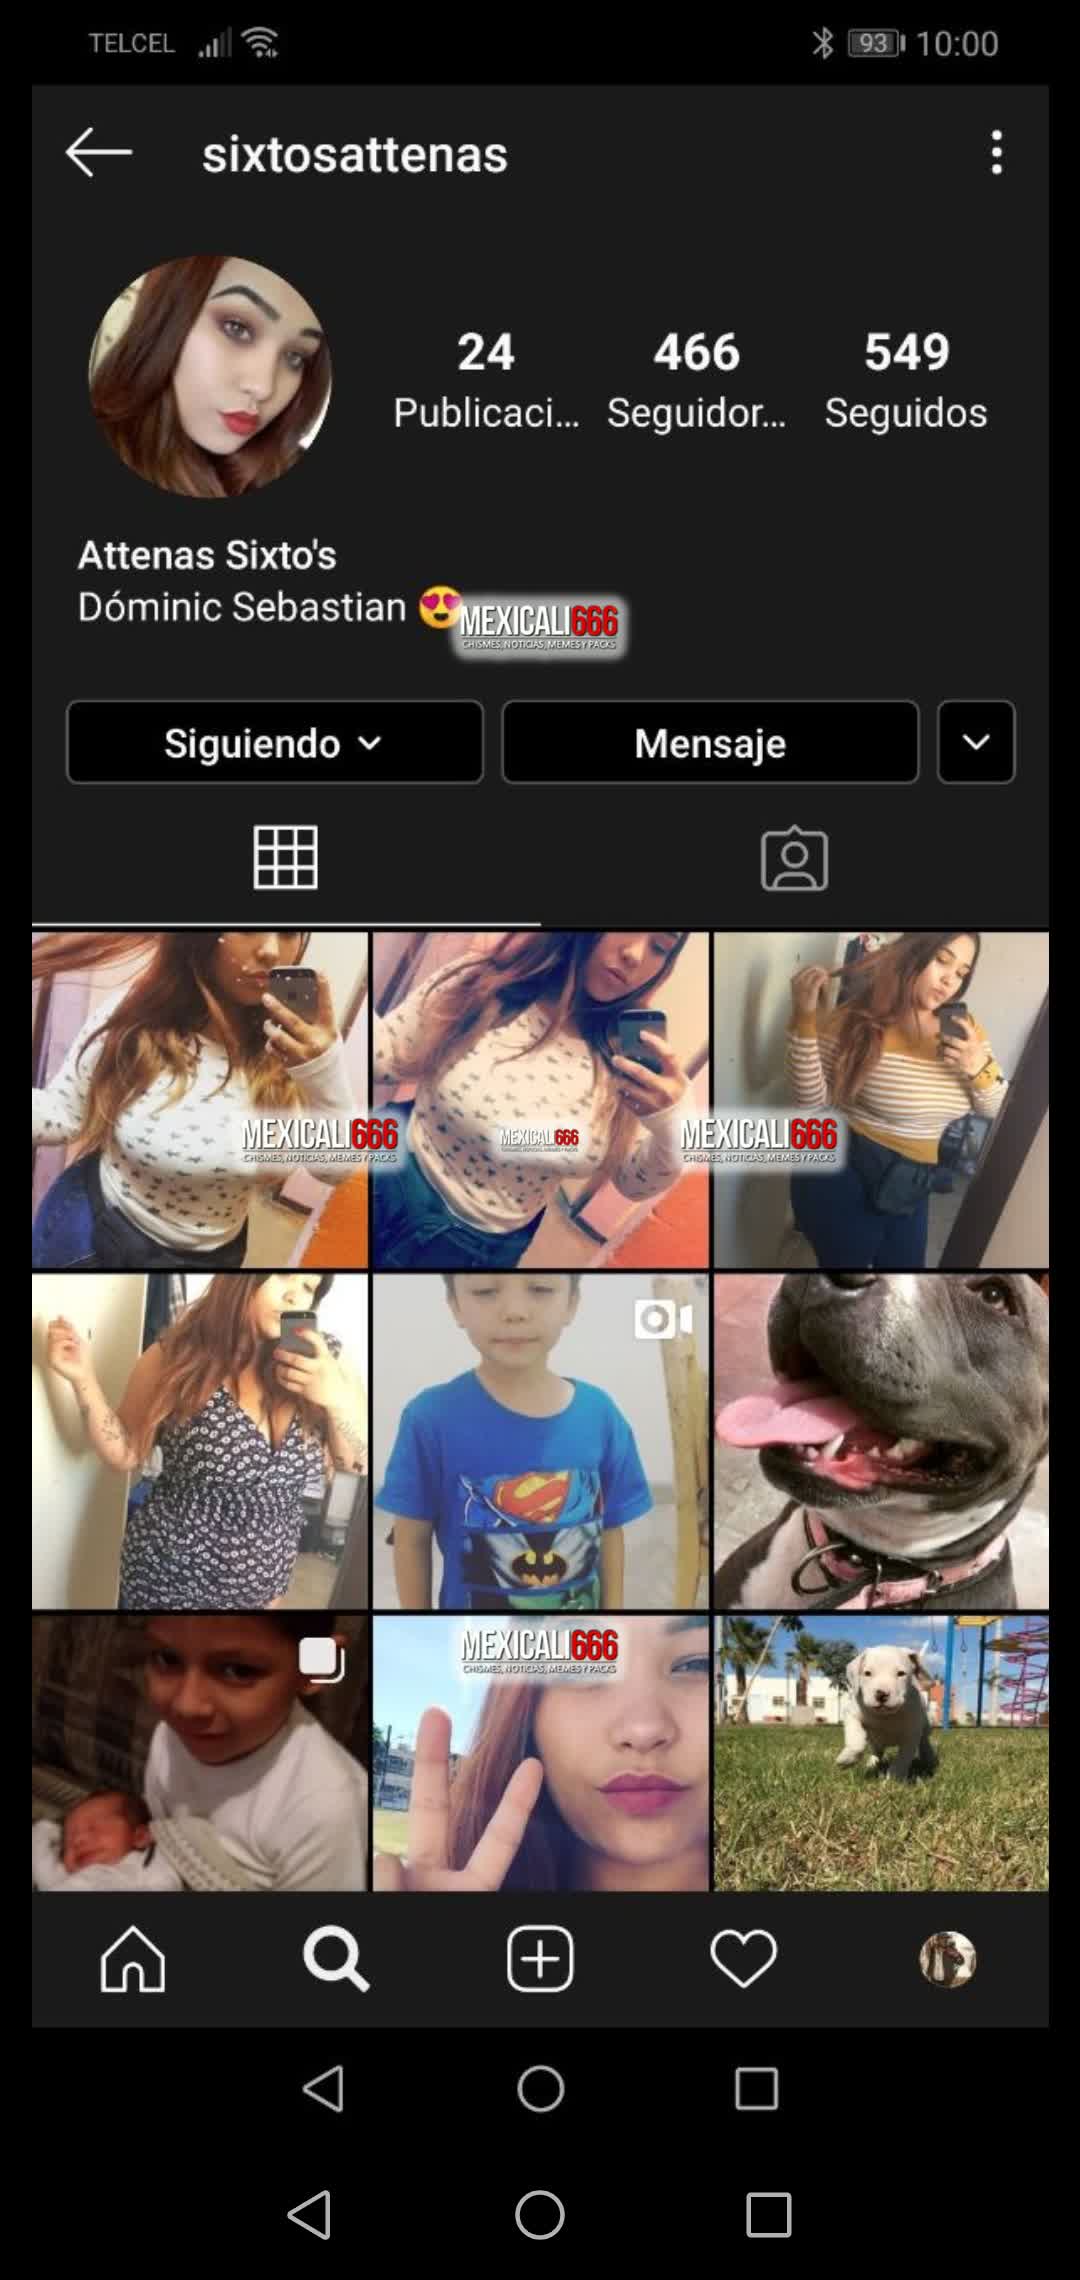 TELCEL 93 10:00
sixtosattenas
24 466 549
Publicaci... Seguidor... Seguidos
Attenas Sixto's
Dóminic Sebastian 😍
MEXICALI666
CHISMES, NOTICIAS, MEMES Y PACKS
Siguiendo Mensaje
MEXICALI666 MEXICALI666 MEXICALI666
CHISMES, NOTICIAS, MEMES Y PACKS CHISMES, NOTICIAS, MEMES Y PACKS
MEXICALI666
CHISMES, NOTICIAS, MEMES Y PACKS